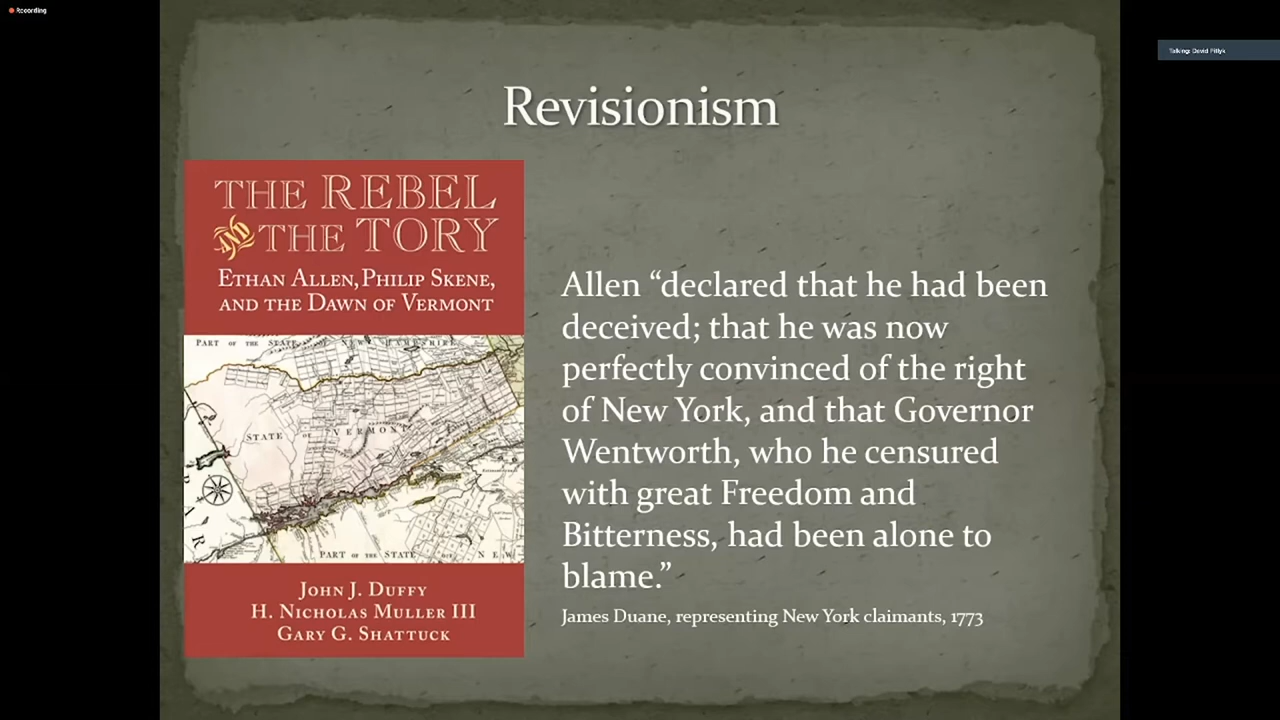 Recording
Talking: David Pitlyk
Revisionism
THE REBEL
AND THE TORY
ETHAN ALLEN, PHILIP SKENE,
AND THE DAWN OF VERMONT
PART OF THE STATE OF NEW HAMPSHIRE
STATE OF VERMONT
PART OF THE STATE OF NEW
JOHN J. DUFFY
H. NICHOLAS MULLER III
GARY G. SHATTUCK
Allen “declared that he had been
deceived; that he was now
perfectly convinced of the right
of New York, and that Governor
Wentworth, who he censured
with great Freedom and
Bitterness, had been alone to
blame.”
James Duane, representing New York claimants, 1773